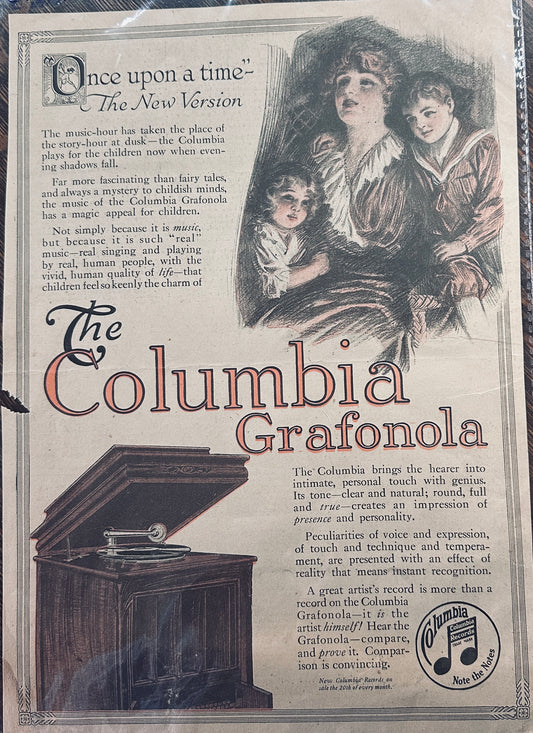 "Once upon a time"–
The New Version
The music-hour has taken the place
of the story-hour at dusk—the Columbia
plays for the children now when even-
ing shadows fall.
Far more fascinating than fairy tales,
and always a mystery to childish minds,
the music of the Columbia Grafonola
has a magic appeal for children.
Not simply because it is music,
but because it is such "real"
music—real singing and playing
by real, human people, with the
vivid, human quality of life—that
children feel so keenly the charm of
The
Columbia
Grafonola
The Columbia brings the hearer into
intimate, personal touch with genius.
Its tone—clear and natural; round, full
and true—creates an impression of
presence and personality.
Peculiarities of voice and expression,
of touch and technique and tempera-
ment, are presented with an effect of
reality that means instant recognition.
A great artist's record is more than a
record on the Columbia
Grafonola—it is the
artist himself! Hear the
Grafonola—compare,
and prove it. Compar-
ison is convincing.
New Columbia Records on
sale the 20th of every month.
Columbia
Columbia
Records
TRADE MARK
Note the Notes